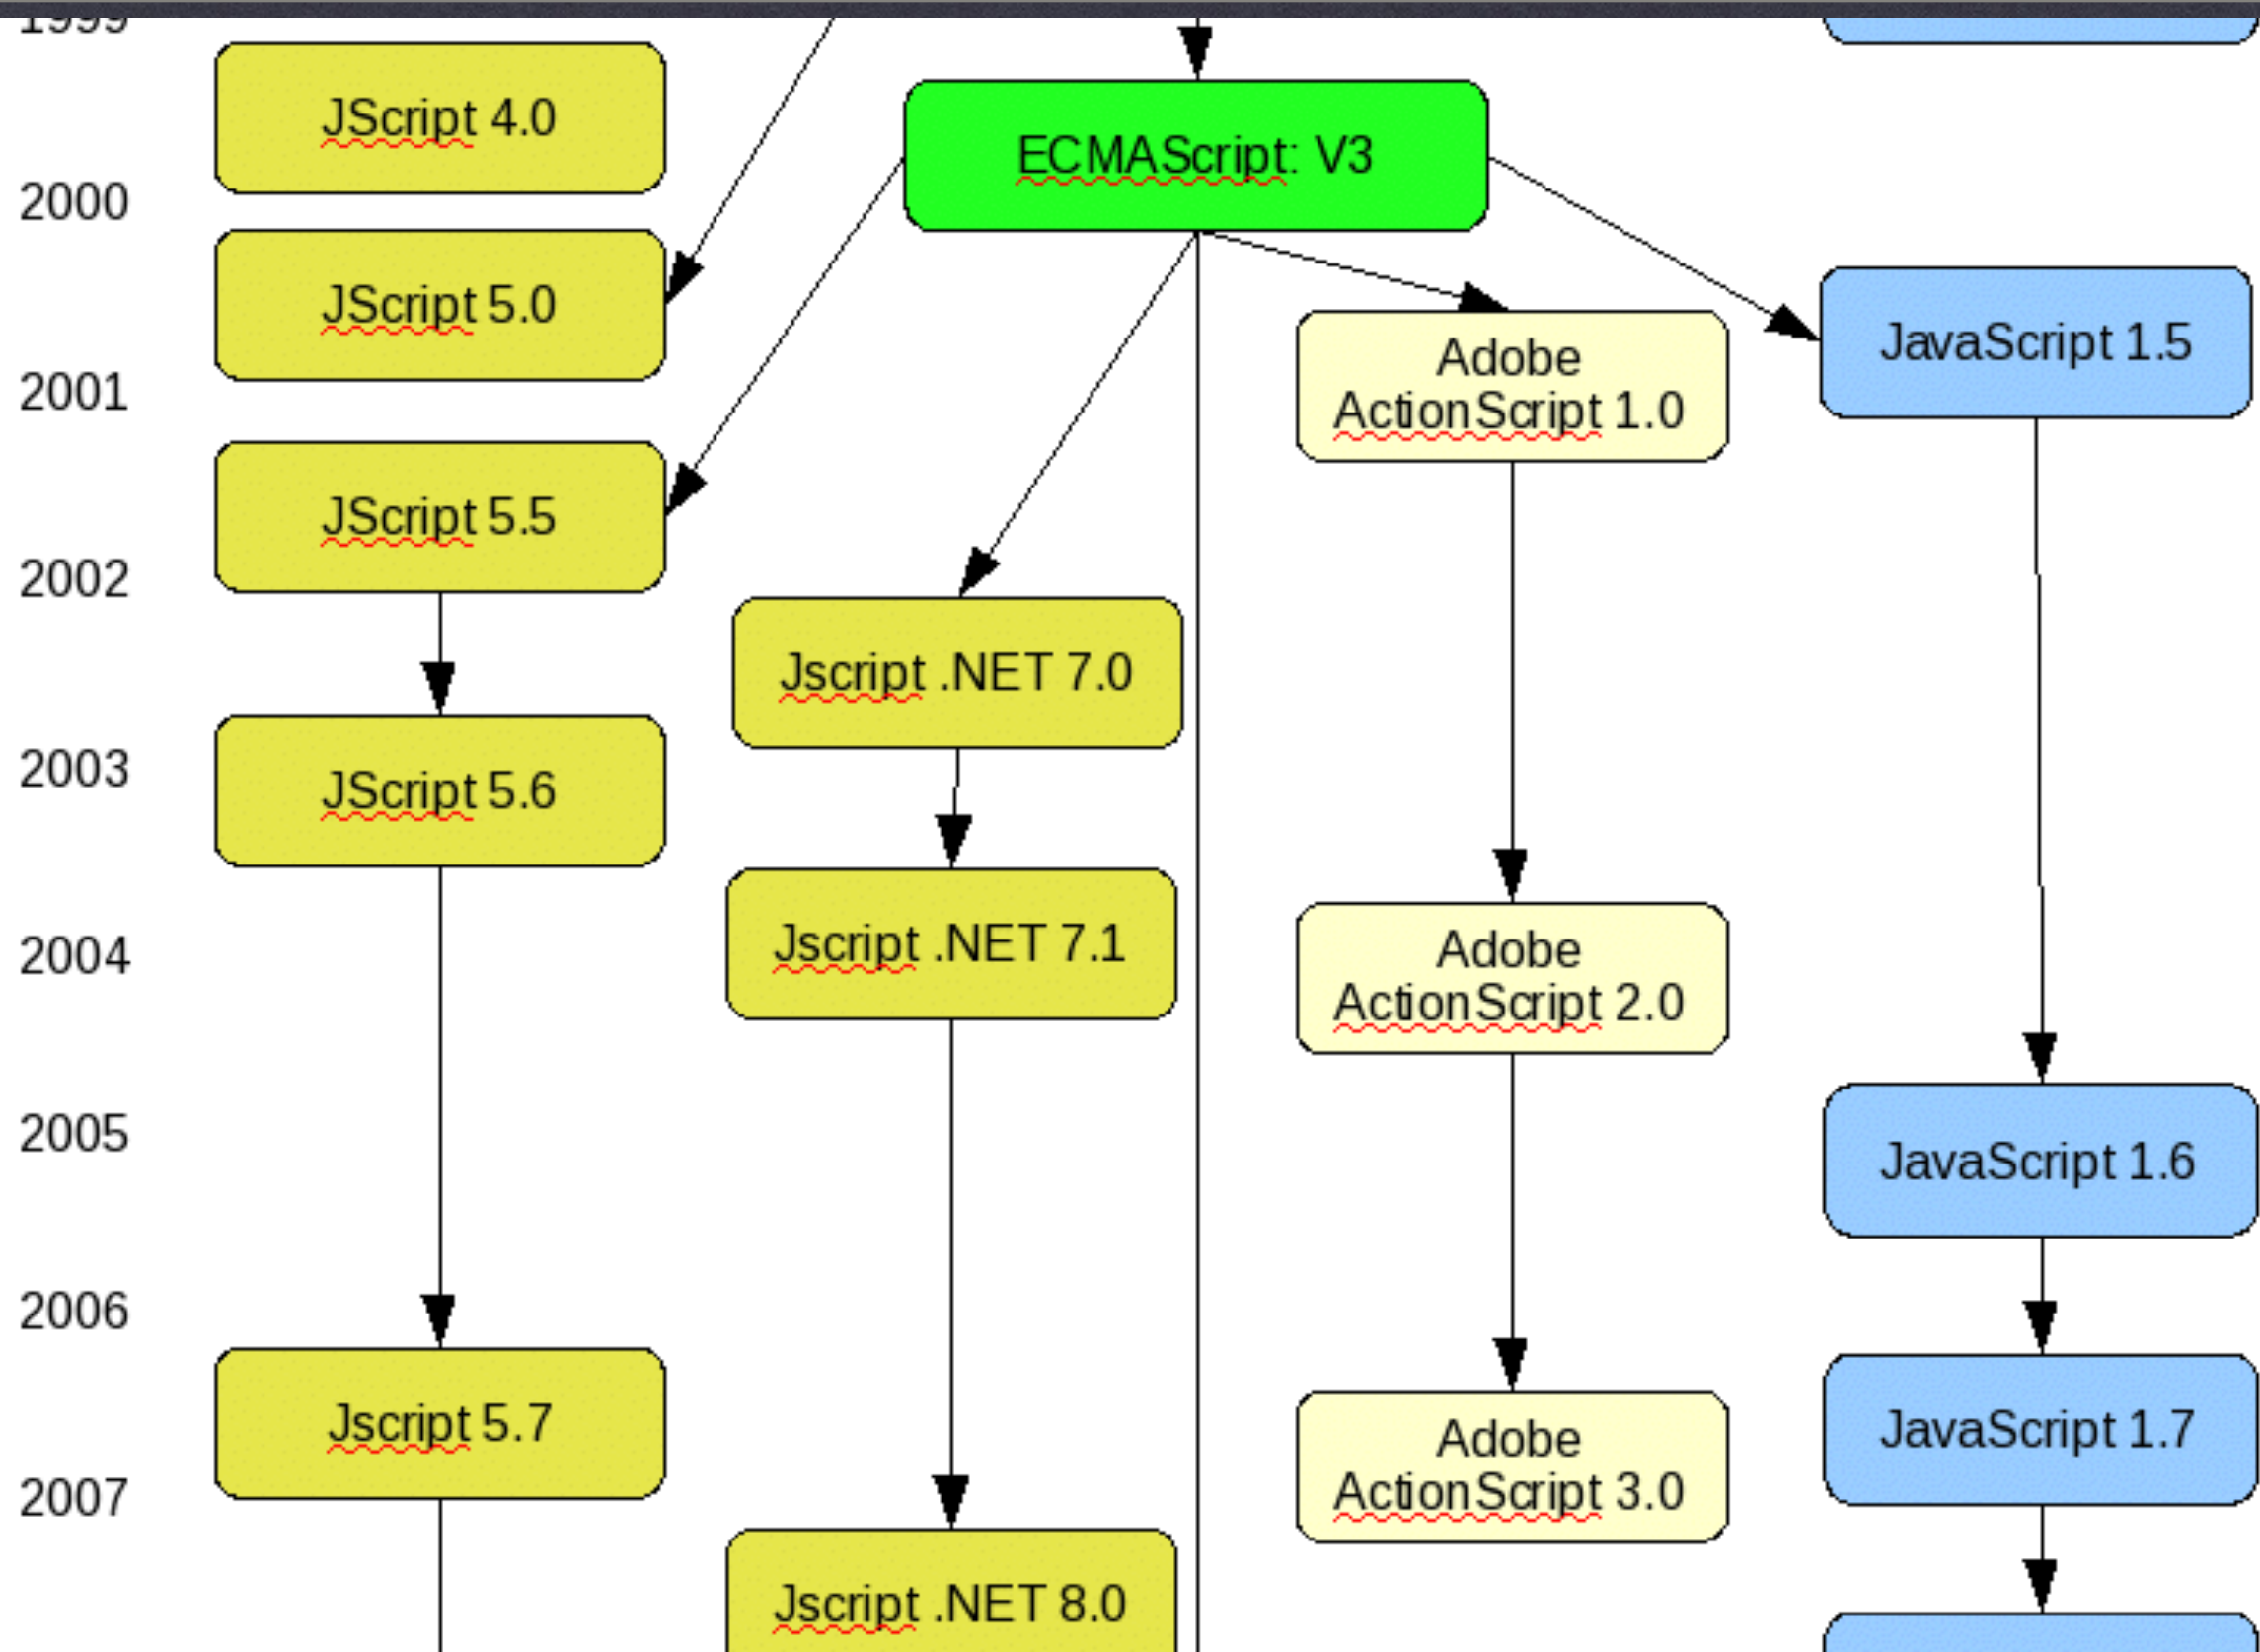 1999
JScript 4.0
ECMAScript: V3
2000
JScript 5.0
JavaScript 1.5
Adobe
ActionScript 1.0
2001
JScript 5.5
2002
Jscript .NET 7.0
2003
JScript 5.6
Jscript .NET 7.1
2004
Adobe
ActionScript 2.0
2005
JavaScript 1.6
2006
Jscript 5.7
JavaScript 1.7
Adobe
ActionScript 3.0
2007
Jscript .NET 8.0